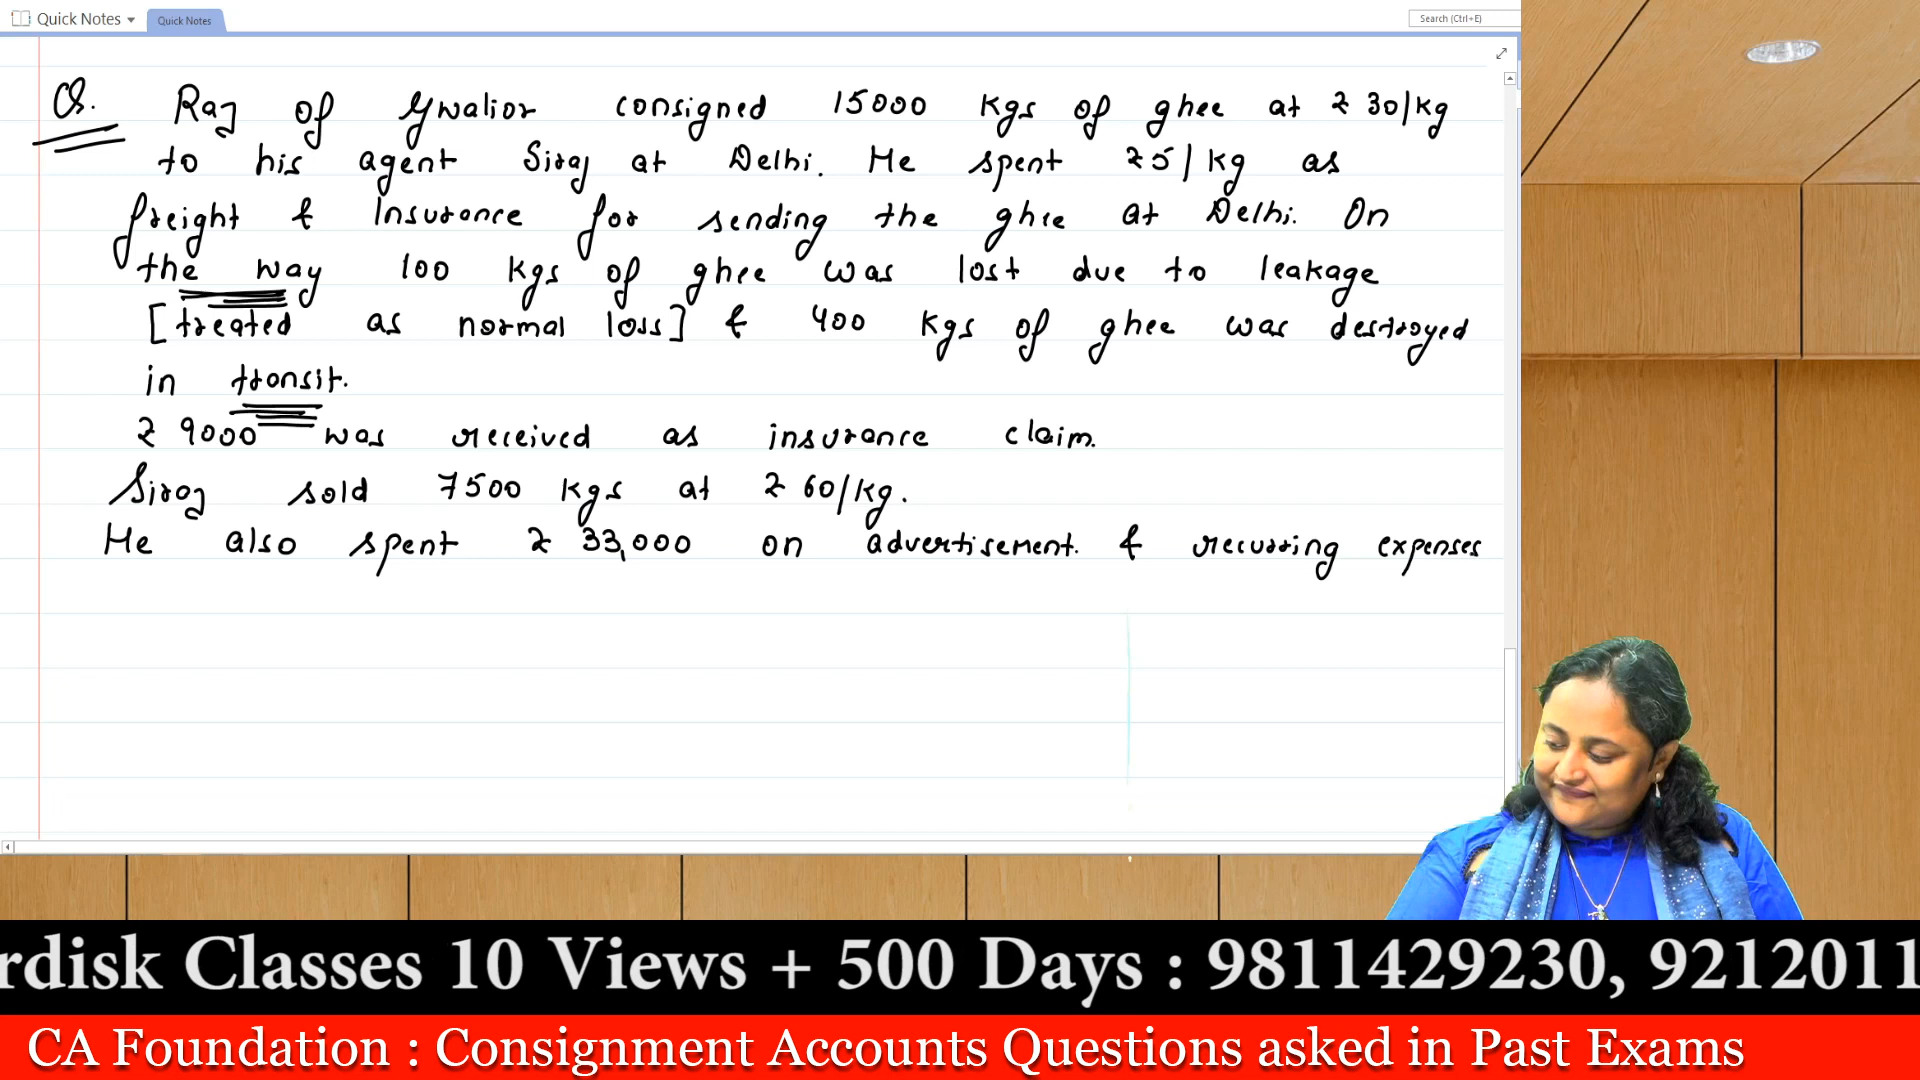 Quick Notes
Quick Notes
Search (Ctrl+E)
Q. Raj of Gwalior consigned 15000 Kgs of ghee at ₹ 30/Kg
to his agent Siraj at Delhi. He spent ₹5/Kg as
freight & Insurance for sending the ghee at Delhi. On
the way 100 Kgs of ghee was lost due to leakage
[treated as normal loss] & 400 Kgs of ghee was destroyed
in transit.
₹ 9000 was received as insurance claim.
Siraj sold 7500 Kgs at ₹ 60/Kg.
He also spent ₹ 33,000 on advertisement. & recurring expenses
rdisk Classes 10 Views + 500 Days : 9811429230, 9212011
CA Foundation : Consignment Accounts Questions asked in Past Exams